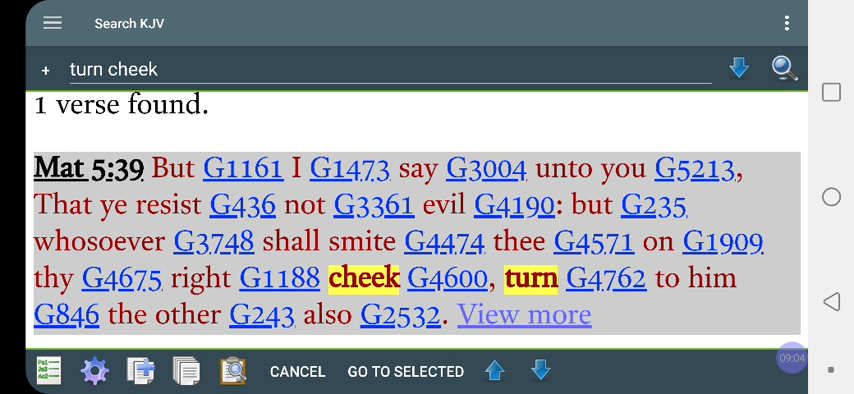 Search KJV
+ turn cheek
1 verse found.
Mat 5:39 But G1161 I G1473 say G3004 unto you G5213,
That ye resist G436 not G3361 evil G4190: but G235
whosoever G3748 shall smite G4474 thee G4571 on G1909
thy G4675 right G1188 cheek G4600, turn G4762 to him
G846 the other G243 also G2532. View more
CANCEL GO TO SELECTED
09:04